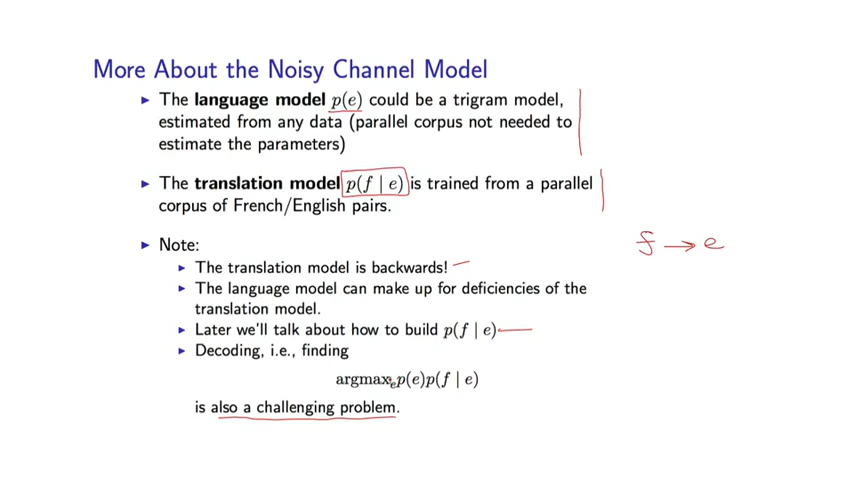 More About the Noisy Channel Model
▶ The language model p(e) could be a trigram model,
estimated from any data (parallel corpus not needed to
estimate the parameters)
▶ The translation model p(f | e) is trained from a parallel
corpus of French/English pairs.
▶ Note:
f → e
▶ The translation model is backwards!
▶ The language model can make up for deficiencies of the
translation model.
▶ Later we'll talk about how to build p(f | e)
▶ Decoding, i.e., finding
argmaxₑp(e)p(f | e)
is also a challenging problem.